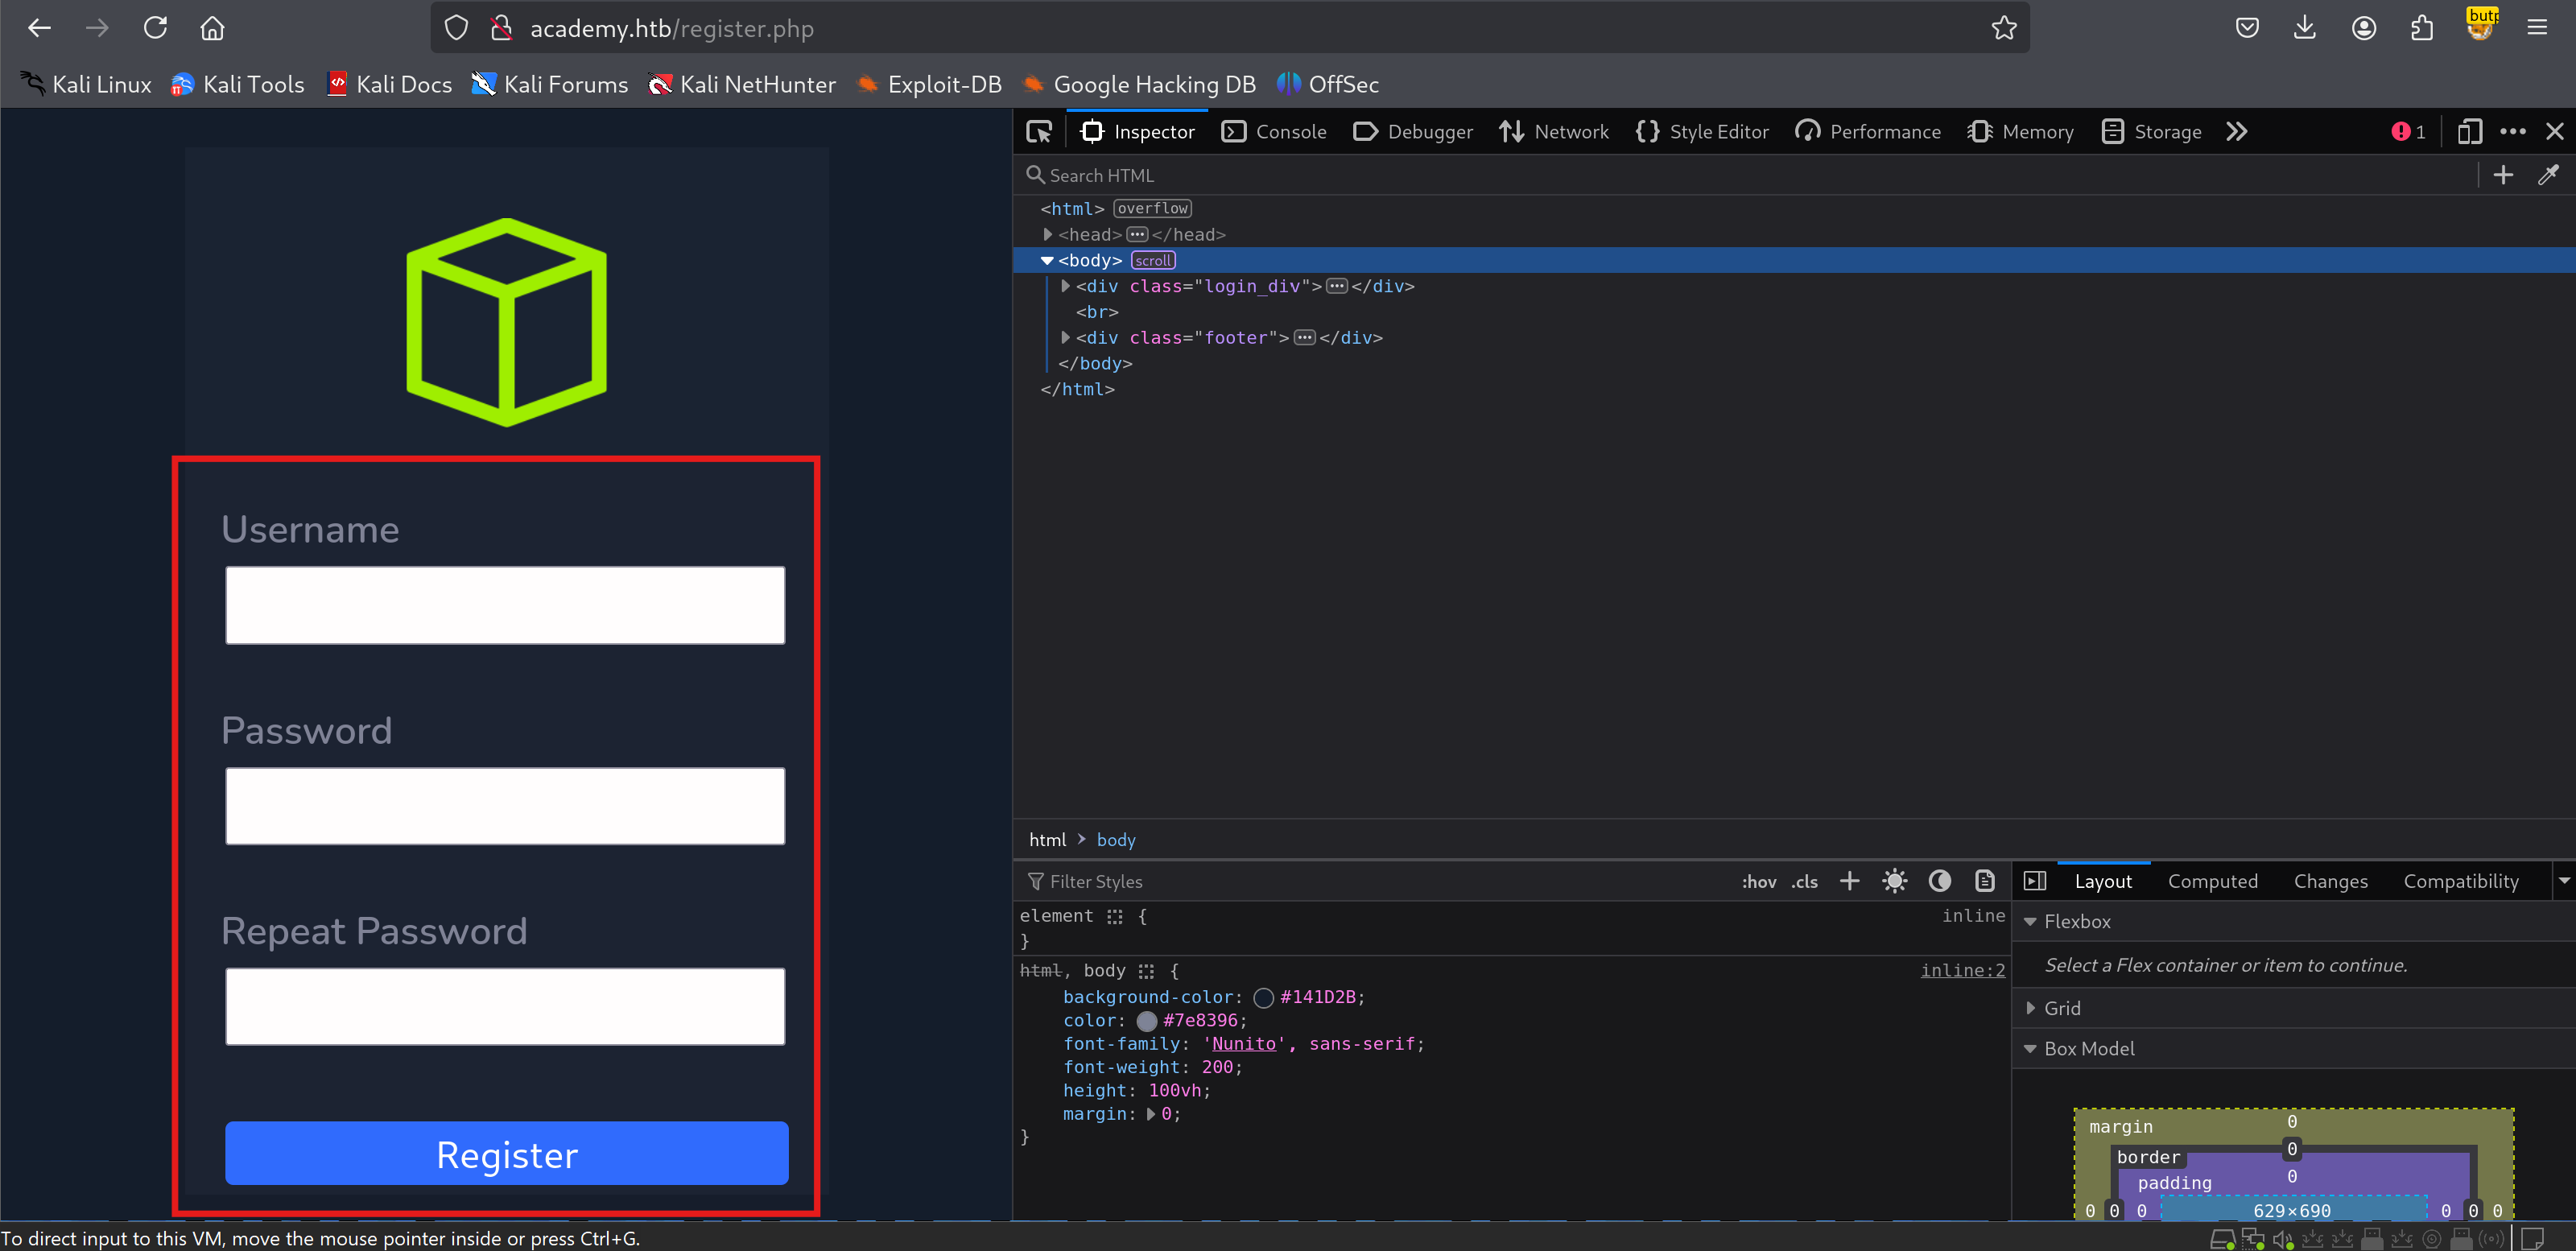 academy.htb/register.php
Kali Linux Kali Tools Kali Docs Kali Forums Kali NetHunter Exploit-DB Google Hacking DB OffSec
Username
Password
Repeat Password
Register
Inspector Console Debugger Network Style Editor Performance Memory Storage 1
Search HTML
<html> overflow
<head> </head>
<body> scroll
<div class="login_div"> </div>
<br>
<div class="footer"> </div>
</body>
</html>
html body
Filter Styles :hov .cls
element { inline
}
html, body { inline:2
background-color: #141D2B;
color: #7e8396;
font-family: 'Nunito', sans-serif;
font-weight: 200;
height: 100vh;
margin: 0;
}
Layout Computed Changes Compatibility
Flexbox
Select a Flex container or item to continue.
Grid
Box Model
margin 0
border 0
padding 0
0 0 0 629×690 0 0 0
To direct input to this VM, move the mouse pointer inside or press Ctrl+G.